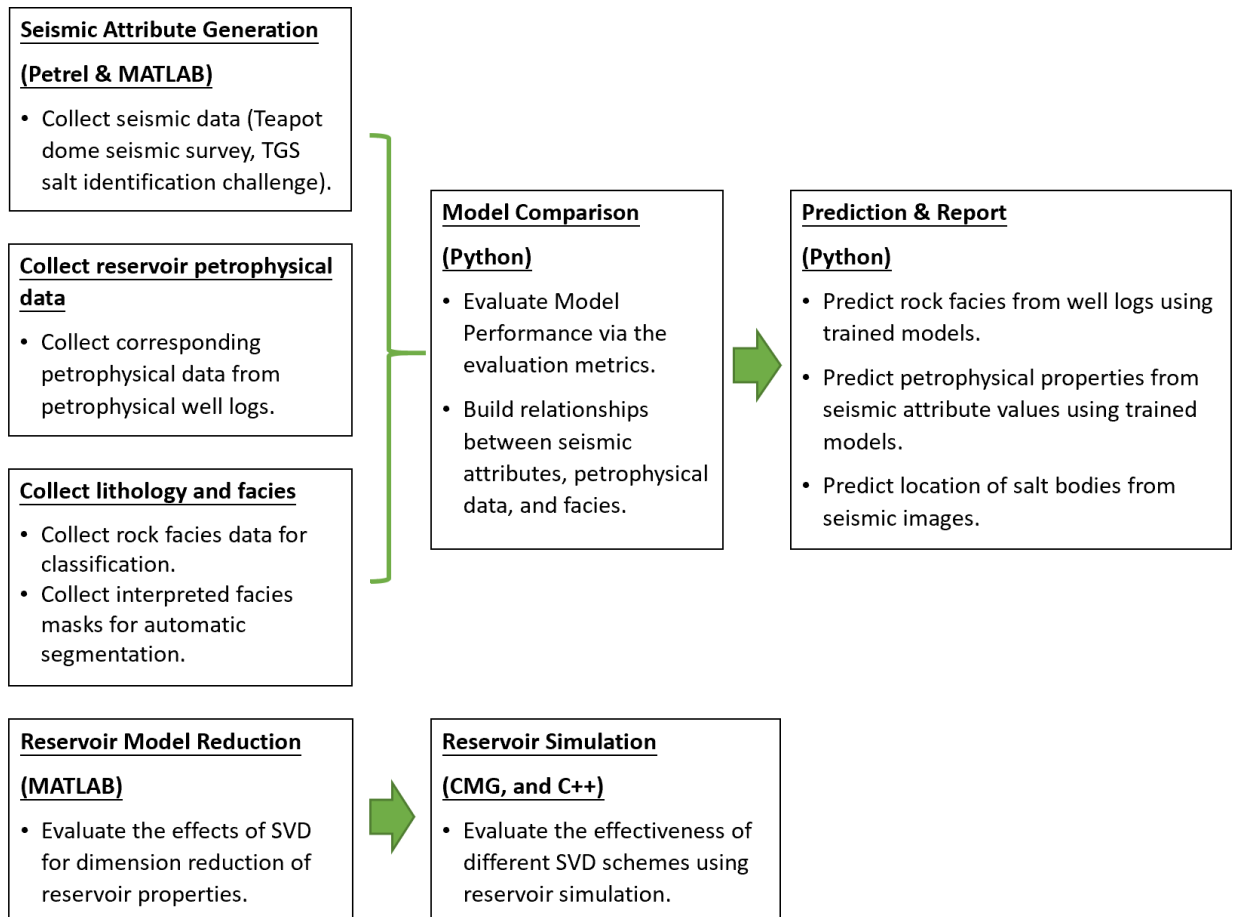 Seismic Attribute Generation
(Petrel & MATLAB)
• Collect seismic data (Teapot
dome seismic survey, TGS
salt identification challenge).
Collect reservoir petrophysical
data
• Collect corresponding
petrophysical data from
petrophysical well logs.
Collect lithology and facies
• Collect rock facies data for
classification.
• Collect interpreted facies
masks for automatic
segmentation.
Model Comparison
(Python)
• Evaluate Model
Performance via the
evaluation metrics.
• Build relationships
between seismic
attributes, petrophysical
data, and facies.
Prediction & Report
(Python)
• Predict rock facies from well logs using
trained models.
• Predict petrophysical properties from
seismic attribute values using trained
models.
• Predict location of salt bodies from
seismic images.
Reservoir Model Reduction
(MATLAB)
• Evaluate the effects of SVD
for dimension reduction of
reservoir properties.
Reservoir Simulation
(CMG, and C++)
• Evaluate the effectiveness of
different SVD schemes using
reservoir simulation.